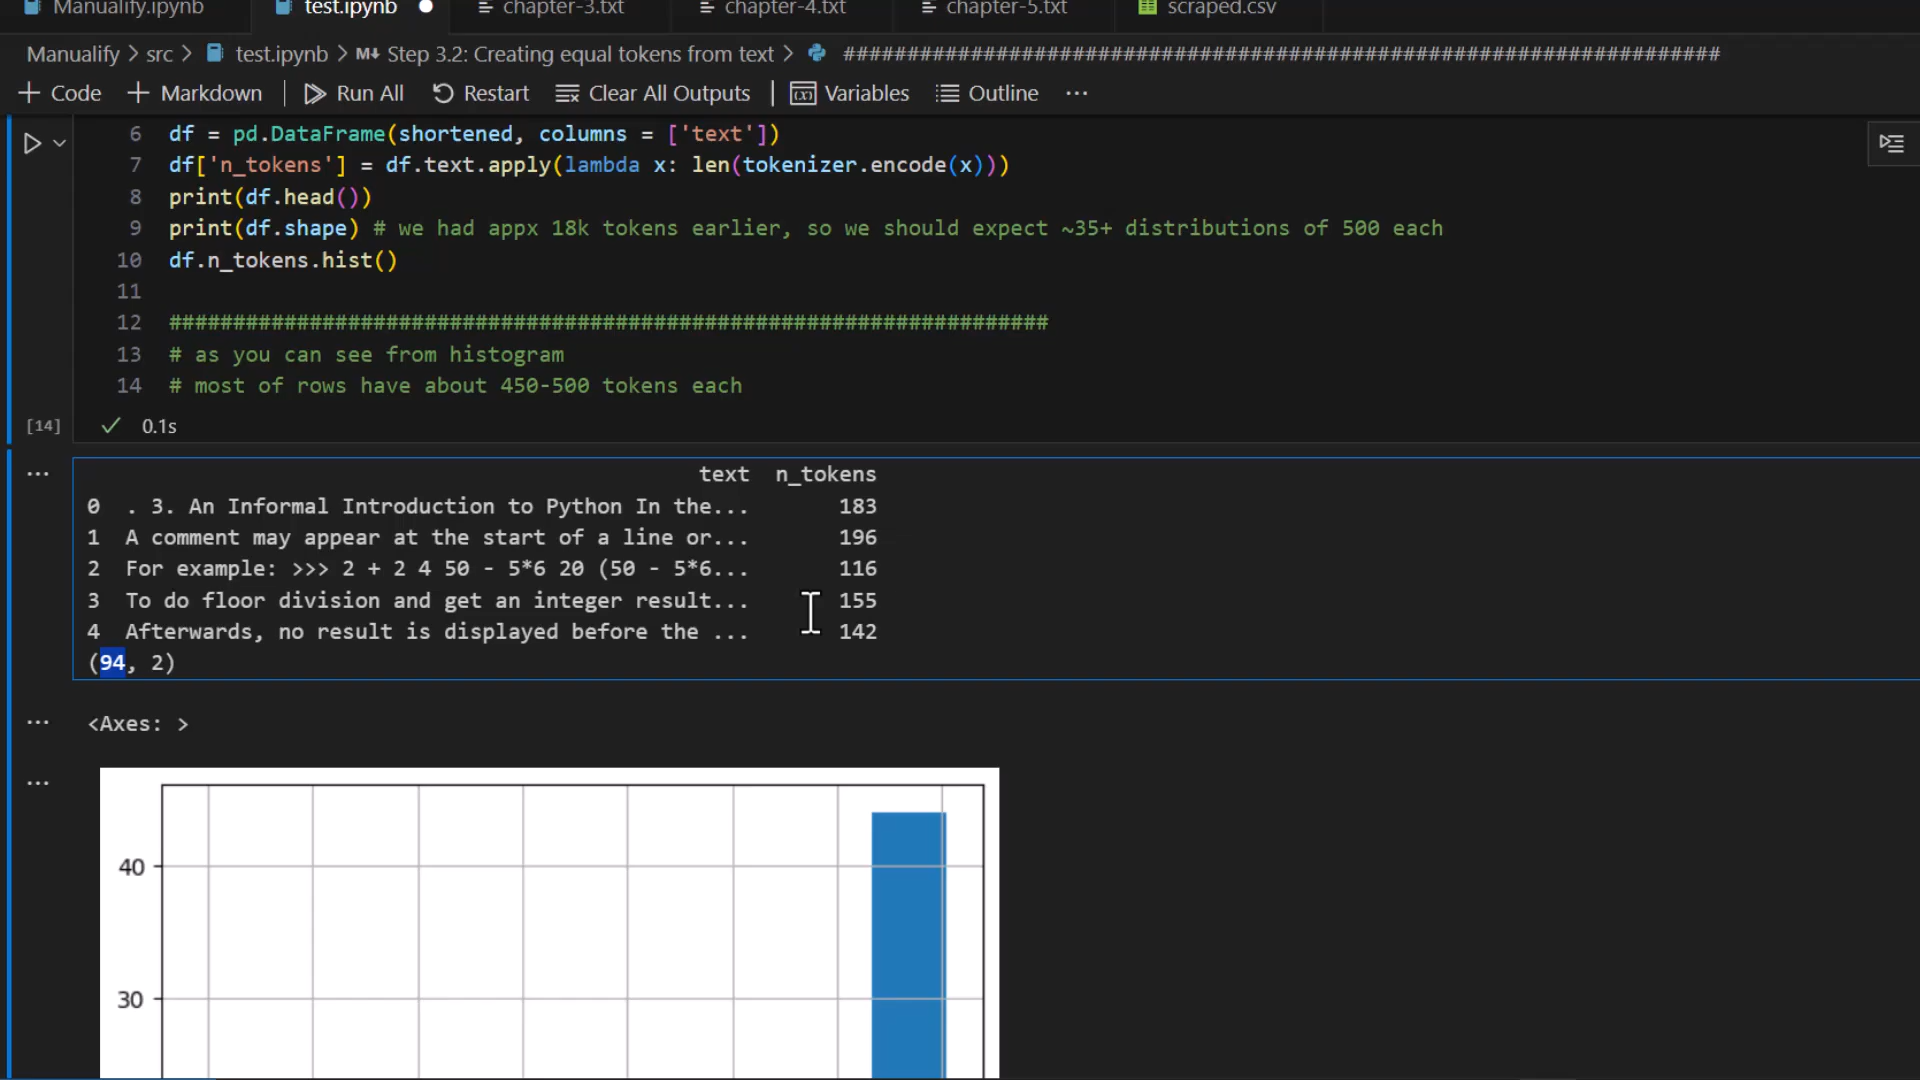 Manualify.ipynb test.ipynb chapter-3.txt chapter-4.txt chapter-5.txt scraped.csv
Manualify > src > test.ipynb > M↓ Step 3.2: Creating equal tokens from text > #####################################################################
Code Markdown Run All Restart Clear All Outputs Variables Outline ...
6 df = pd.DataFrame(shortened, columns = ['text'])
7 df['n_tokens'] = df.text.apply(lambda x: len(tokenizer.encode(x)))
8 print(df.head())
9 print(df.shape) # we had appx 18k tokens earlier, so we should expect ~35+ distributions of 500 each
10 df.n_tokens.hist()
11
12 #####################################################################
13 # as you can see from histogram
14 # most of rows have about 450-500 tokens each
[14] ✓ 0.1s
text n_tokens
0 . 3. An Informal Introduction to Python In the... 183
1 A comment may appear at the start of a line or... 196
2 For example: >>> 2 + 2 4 50 - 5*6 20 (50 - 5*6... 116
3 To do floor division and get an integer result... 155
4 Afterwards, no result is displayed before the ... 142
(94, 2)
<Axes: >
40
30